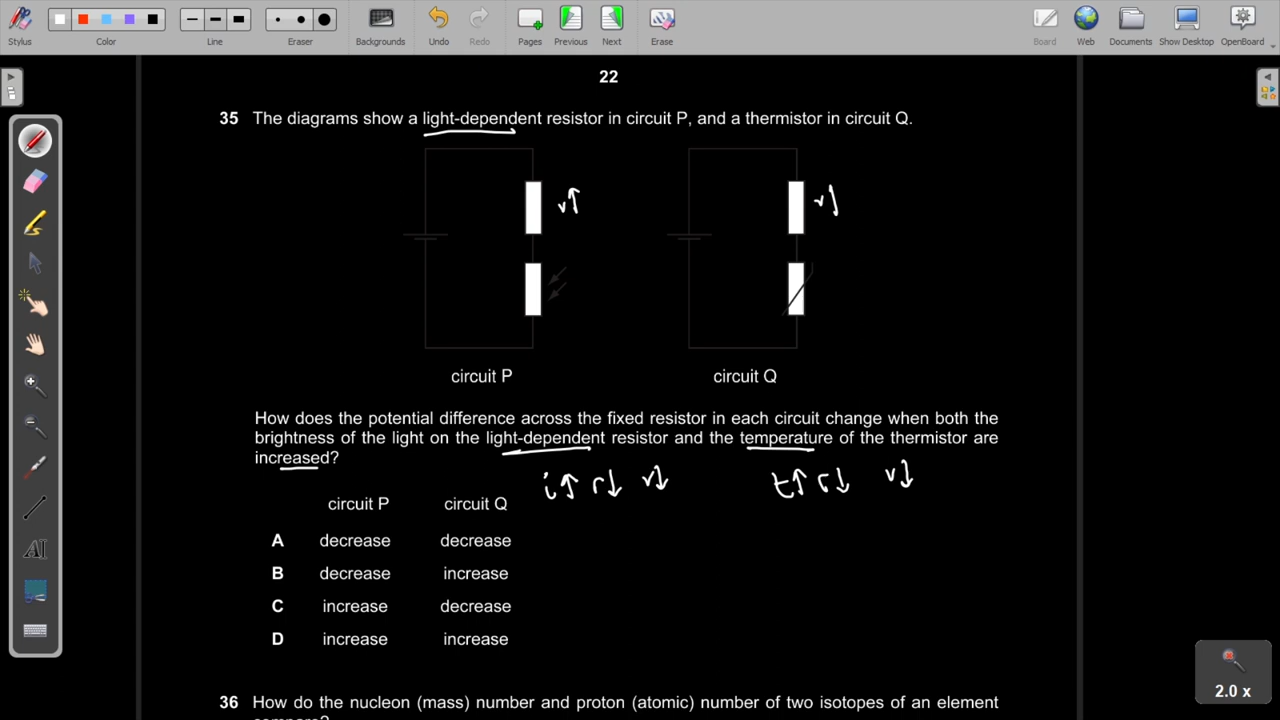 Stylus Color Line Eraser Backgrounds Undo Redo Pages Previous Next Erase Board Web Documents Show Desktop OpenBoard
22
35 The diagrams show a light-dependent resistor in circuit P, and a thermistor in circuit Q.
v↑ v↓
circuit P circuit Q
How does the potential difference across the fixed resistor in each circuit change when both the
brightness of the light on the light-dependent resistor and the temperature of the thermistor are
increased?
i↑ r↓ v↓ t↑ r↓ v↓
circuit P circuit Q
A decrease decrease
B decrease increase
C increase decrease
D increase increase
2.0 x
36 How do the nucleon (mass) number and proton (atomic) number of two isotopes of an element
compare?